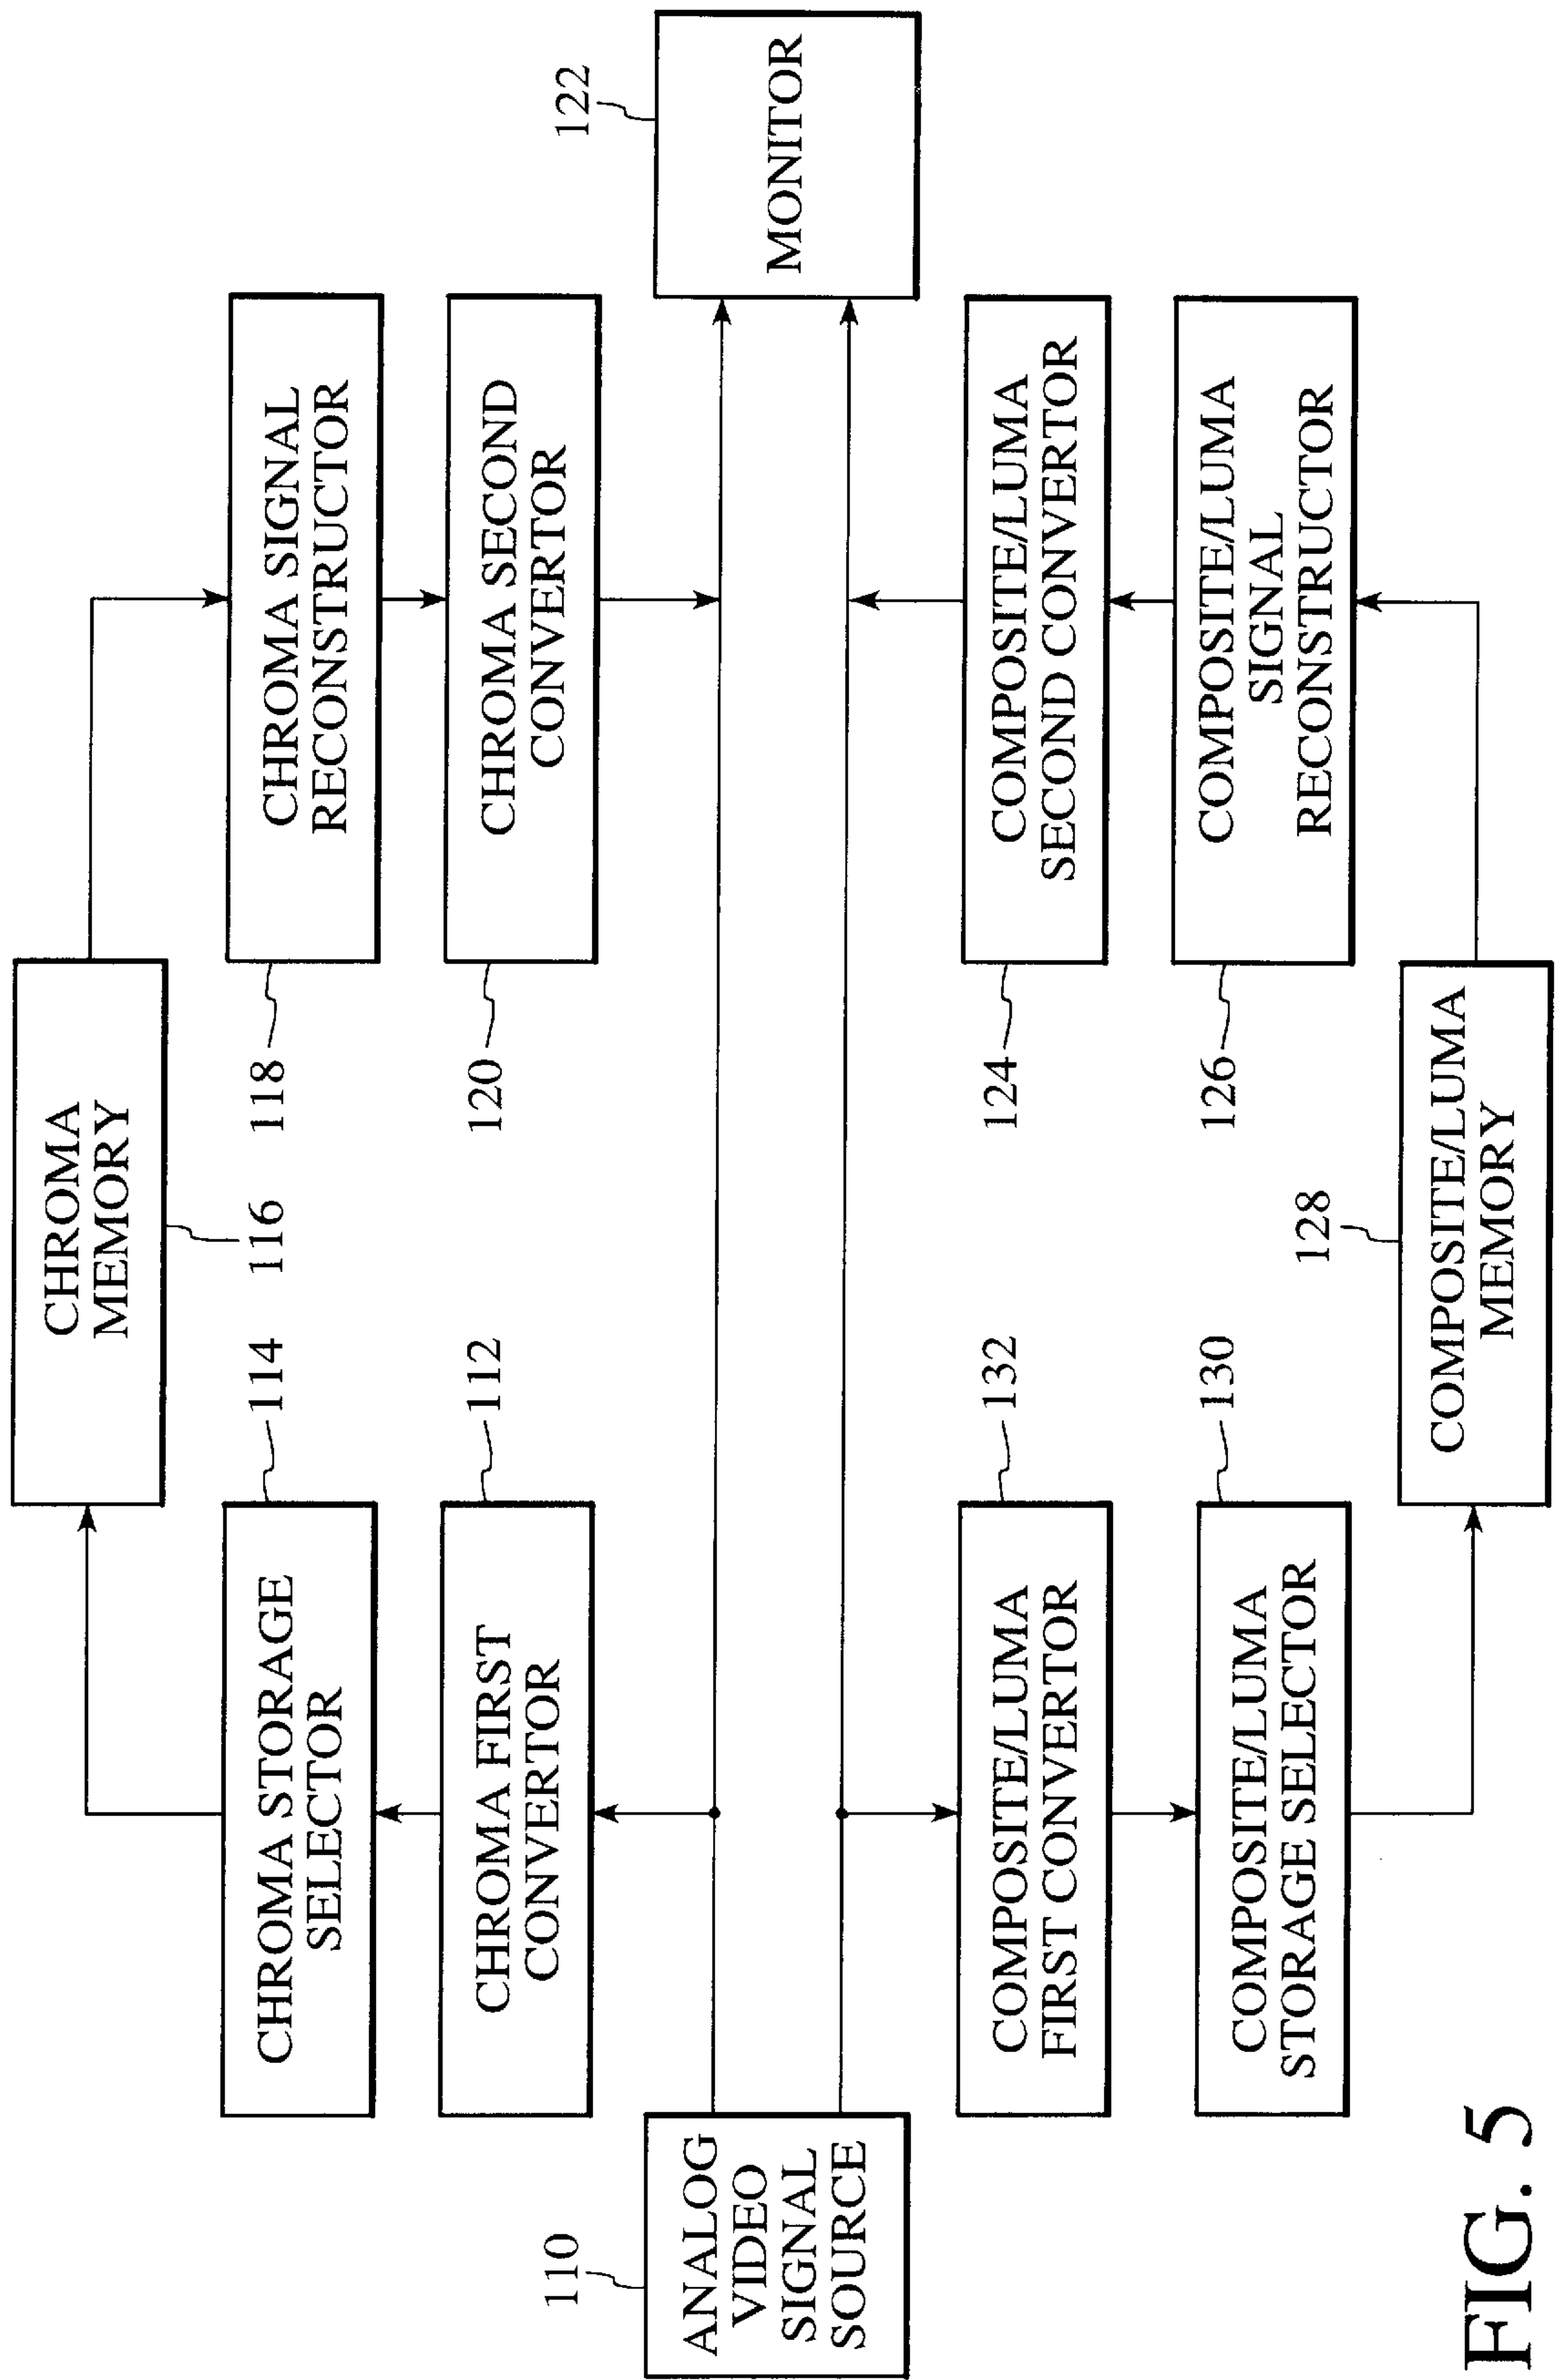 CHROMA
MEMORY
116
CHROMA STORAGE
SELECTOR
114
CHROMA SIGNAL
RECONSTRUCTOR
118
CHROMA FIRST
CONVERTOR
112
CHROMA SECOND
CONVERTOR
120
110
ANALOG
VIDEO
SIGNAL
SOURCE
122
MONITOR
COMPOSITE/LUMA
FIRST CONVERTOR
132
COMPOSITE/LUMA
SECOND CONVERTOR
124
COMPOSITE/LUMA
STORAGE SELECTOR
130
COMPOSITE/LUMA
SIGNAL
RECONSTRUCTOR
126
128
COMPOSITE/LUMA
MEMORY
FIG. 5